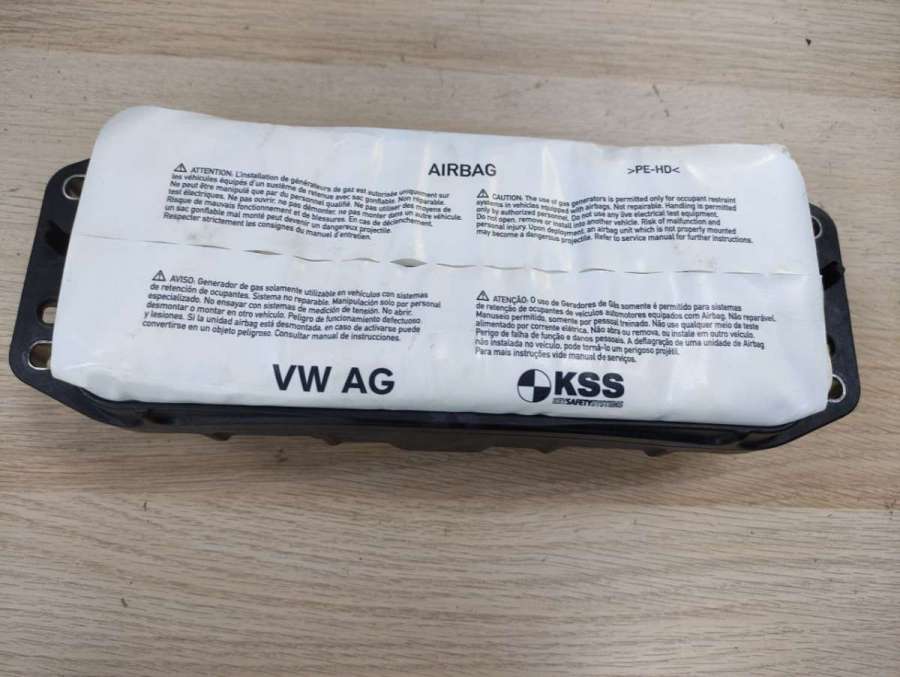 AIRBAG
>PE-HD<
⚠ ATTENTION: L'installation de générateurs de gaz est autorisée uniquement sur
les véhicules équipés d'un sustème de retenue avec sac gonflable. Non réparable.
Ne peut être manipulé que par du personnel qualifié. Ne pas utiliser des moyens de
test électriques. Ne pas ouvrir, ne pas démonter, ne pas monter dans un autre véhicule.
Risque de mauvais fonctionnement et de blessures. En cas de déclenchement,
un sac gonflable mal monté peut devenir un dangereux projectile.
Respecter strictement les consignes du manuel d'entretien.
⚠ CAUTION: The use of gas generators is permitted only for occupant restraint
systems in vehicles mounted with airbags. Not reparable. Handling is permitted
only by authorized personnel. Do not use any live electrical test equipment.
Do not open, remove or install into another vehicle. Risk of malfunction and
personal injury. Upon deployment, an airbag unit which is not properly mounted
may become a dangerous projectile. Refer to service manual for further instructions.
⚠ AVISO: Generador de gas solamente utilizable en vehículos con sistemas
de retención de ocupantes. Sistema no reparable. Manipulación solo por personal
especializado. No ensayar con sistemas de medición de tensión. No abrir,
desmontar o montar en otro vehículo. Peligro de funcionamiento defectuoso
y lesiones. Si la unidad airbag está desmontada, en caso de activarse puede
convertirse en un objeto peligroso. Consultar manual de instrucciones.
⚠ ATENÇÃO: O uso de Geradores de Gás somente é permitido para sistemas
de retenção de ocupantes de veículos automotores equipados com Airbag. Não reparável.
Manuseio permitido, somente por pessoal treinado. Não use qualquer meio de teste
alimentado por corrente elétrica. Não abra ou remova, ou instale em outro veículo.
Perigo de falha de função e danos pessoais. A deflagração de uma unidade de Airbag
não instalada no veículo, pode torná-lo um perigoso projétil.
Para mais instruções vide manual de serviços.
VW AG
KSS
KEYSAFETYSYSTEMS